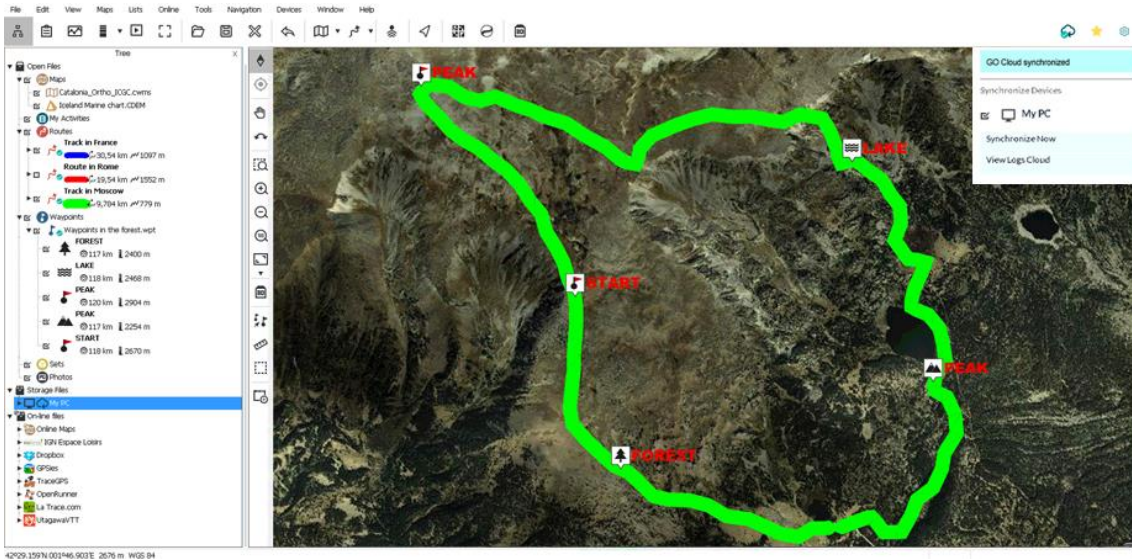 File Edit View Maps Lists Online Tools Navigation Devices Window Help
Tree X
Open Files
Maps
Catalonia_Ortho_ICGC.cwms
Iceland Marine chart.CDEM
My Activities
Routes
Track in France
30,54 km 1097 m
Route in Rome
19,54 km 1552 m
Track in Moscow
9,784 km 779 m
Waypoints
Waypoints in the forest.wpt
FOREST
117 km 2400 m
LAKE
118 km 2468 m
PEAK
120 km 2904 m
PEAK
117 km 2254 m
START
118 km 2670 m
Sets
Photos
Storage Files
My PC
On-line files
Online Maps
IGN Espace Loisirs
Dropbox
GPSies
TraceGPS
OpenRunner
La Trace.com
UtagawaVTT
42º29.159'N 001º46.903'E 2676 m WGS 84
PEAK
LAKE
START
PEAK
FOREST
GO Cloud synchronized
Synchronize Devices
My PC
Synchronize Now
View Logs Cloud